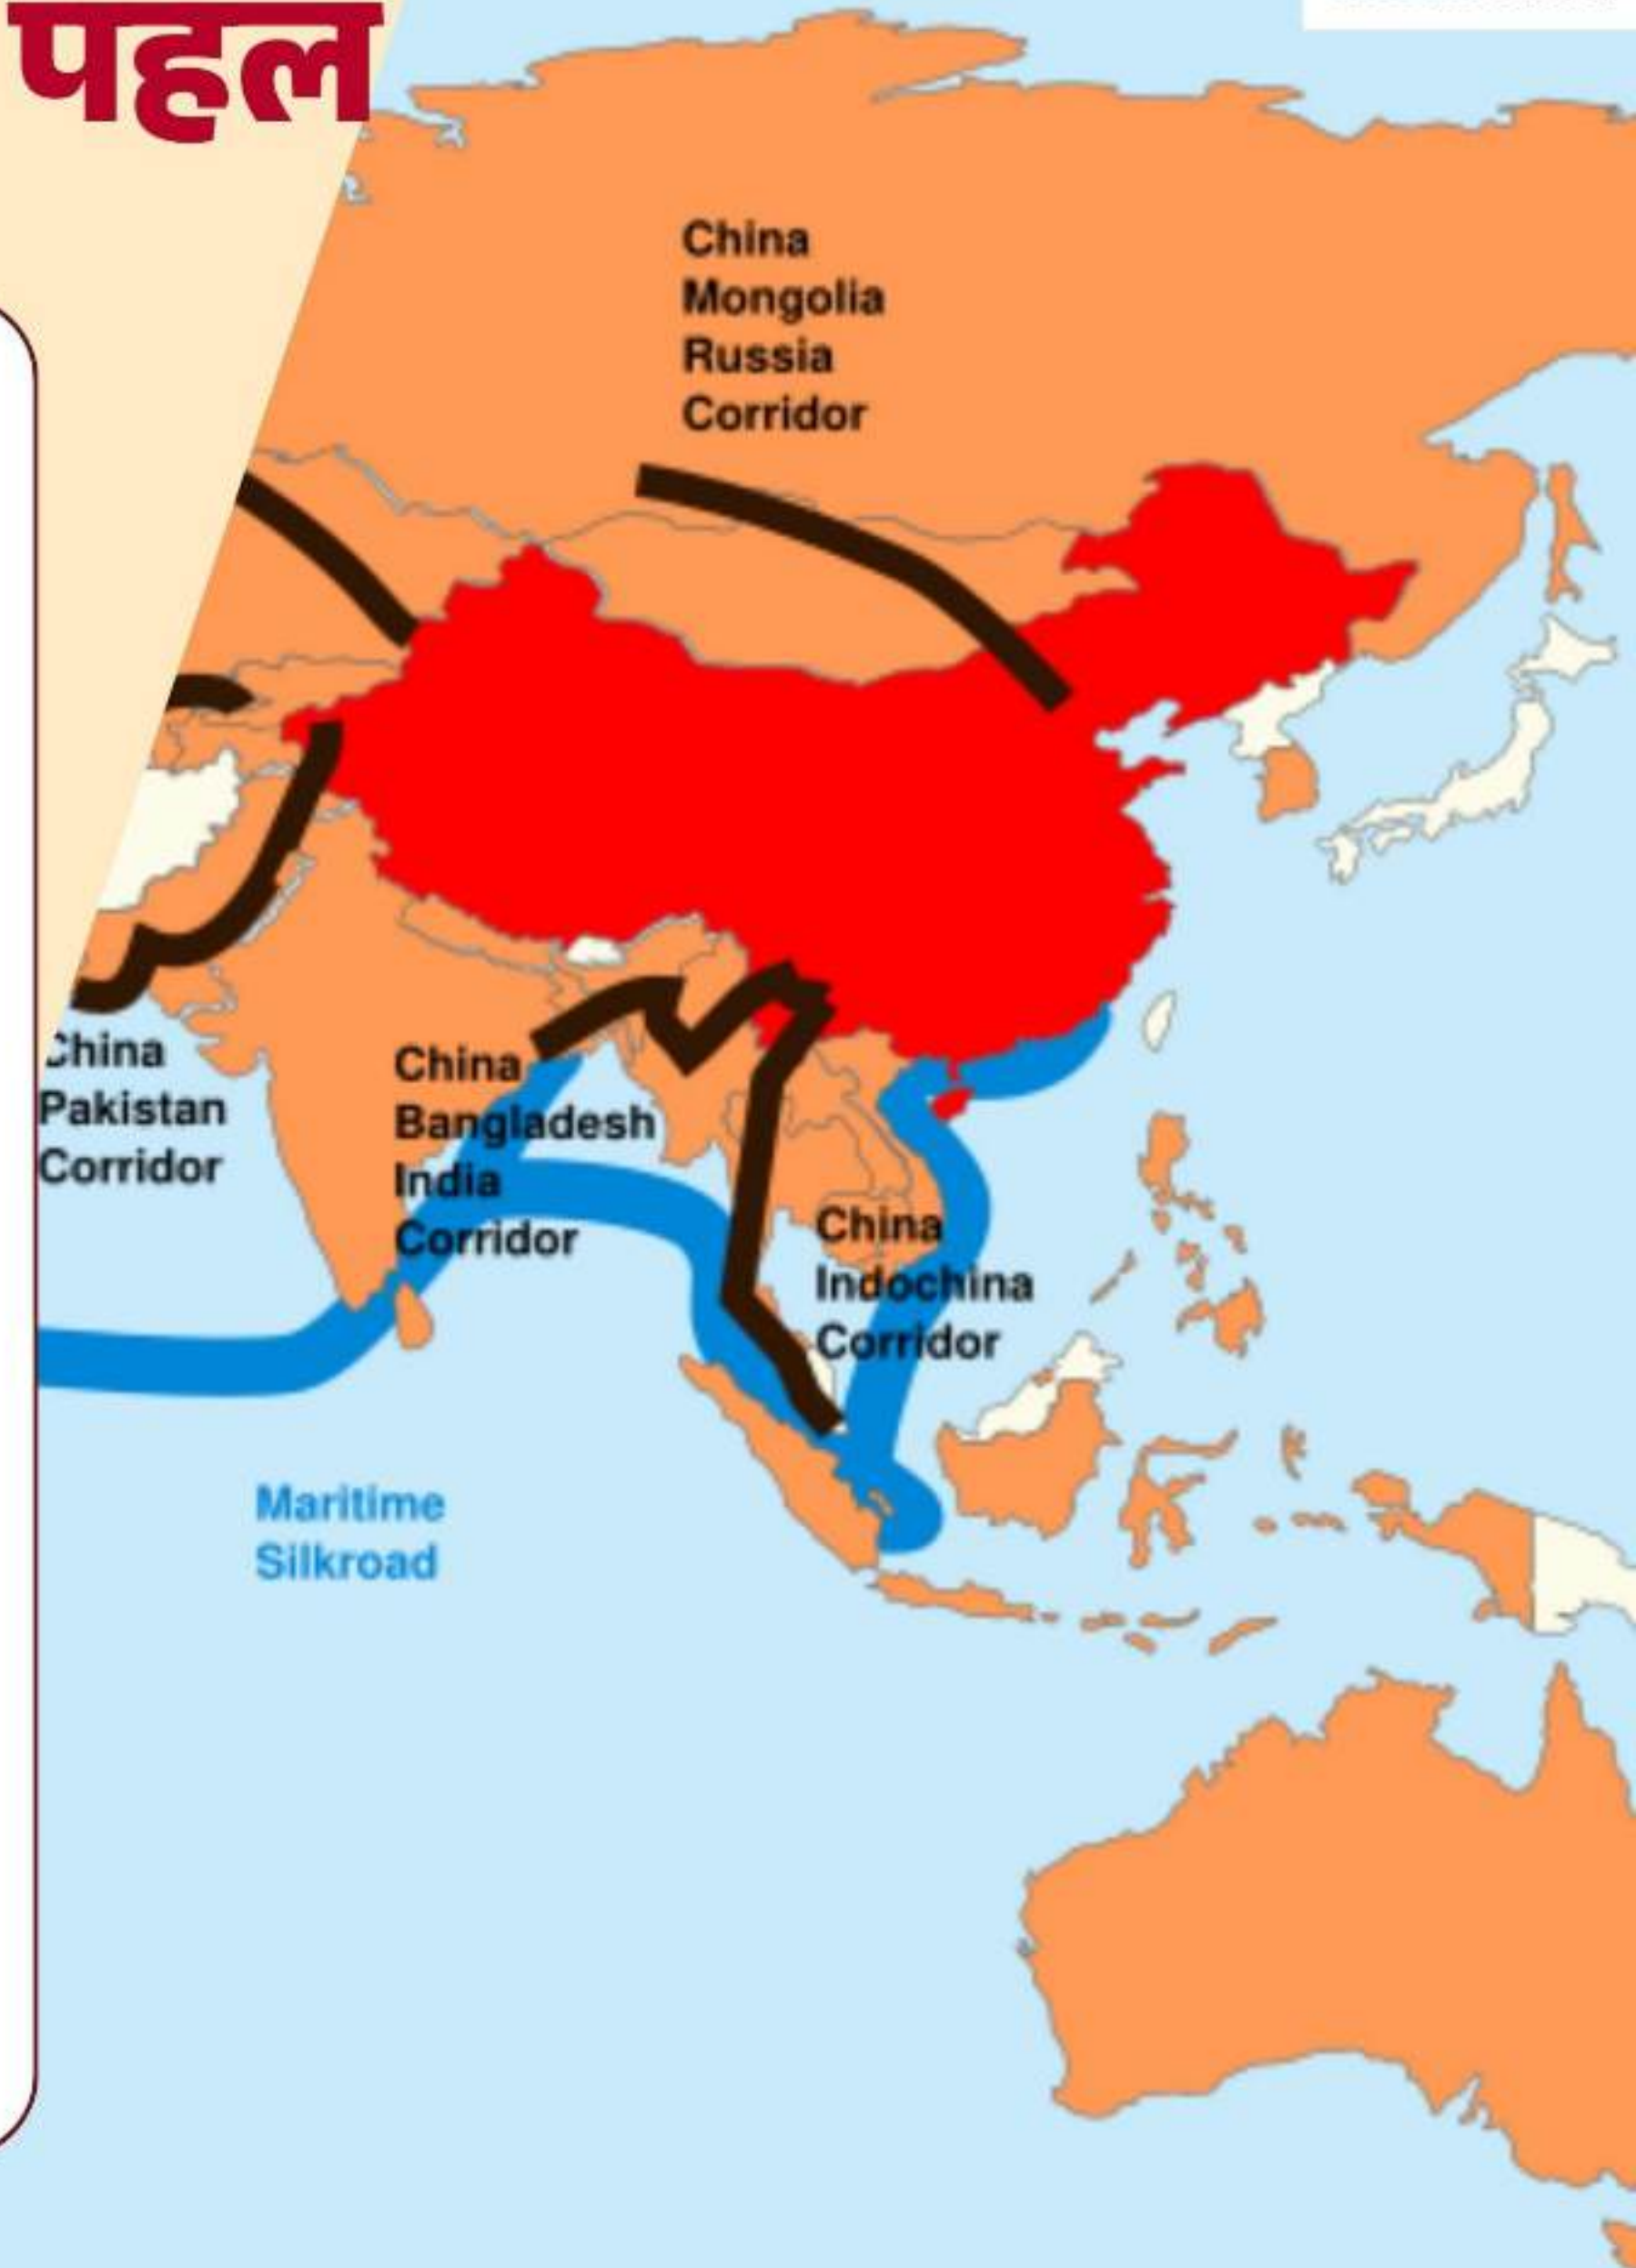 पहल
China
Mongolia
Russia
Corridor
China
Pakistan
Corridor
China
Bangladesh
India
Corridor
China
Indochina
Corridor
Maritime
Silkroad